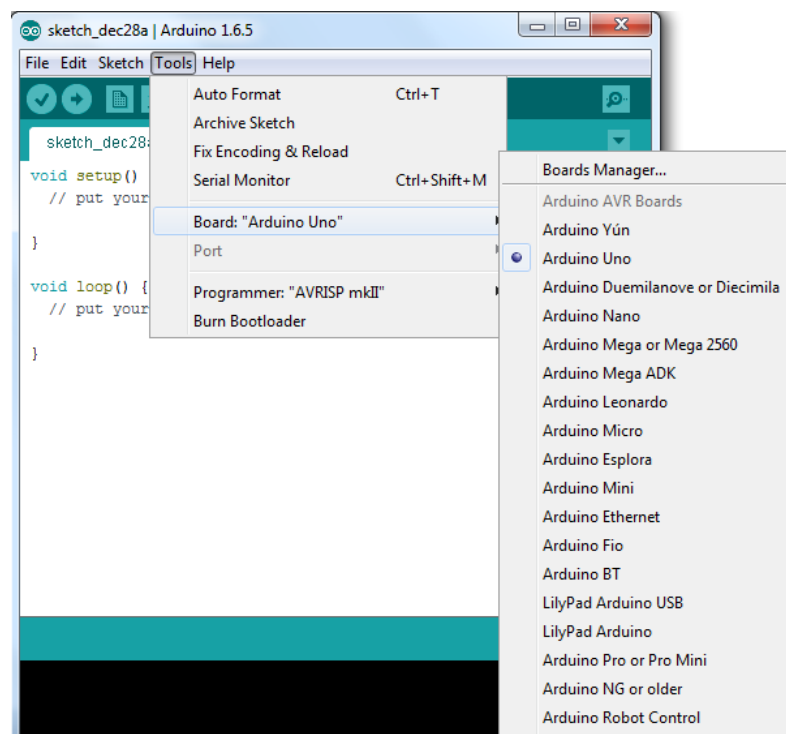 sketch_dec28a | Arduino 1.6.5
File Edit Sketch Tools Help
Auto Format Ctrl+T
Archive Sketch
Fix Encoding & Reload
Serial Monitor Ctrl+Shift+M
Board: "Arduino Uno"
Port
Programmer: "AVRISP mkII"
Burn Bootloader
sketch_dec28
void setup()
// put your
}
void loop() {
// put your
}
Boards Manager...
Arduino AVR Boards
Arduino Yún
Arduino Uno
Arduino Duemilanove or Diecimila
Arduino Nano
Arduino Mega or Mega 2560
Arduino Mega ADK
Arduino Leonardo
Arduino Micro
Arduino Esplora
Arduino Mini
Arduino Ethernet
Arduino Fio
Arduino BT
LilyPad Arduino USB
LilyPad Arduino
Arduino Pro or Pro Mini
Arduino NG or older
Arduino Robot Control